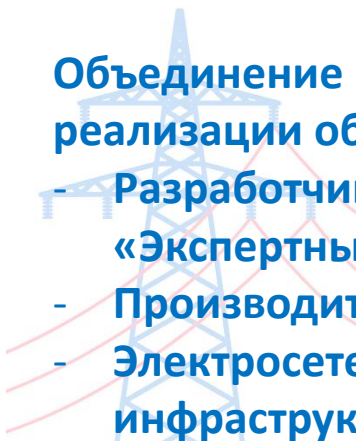 Объединение
реализации об
- Разработчи
«Экспертны
- Производит
- Электросете
инфраструк